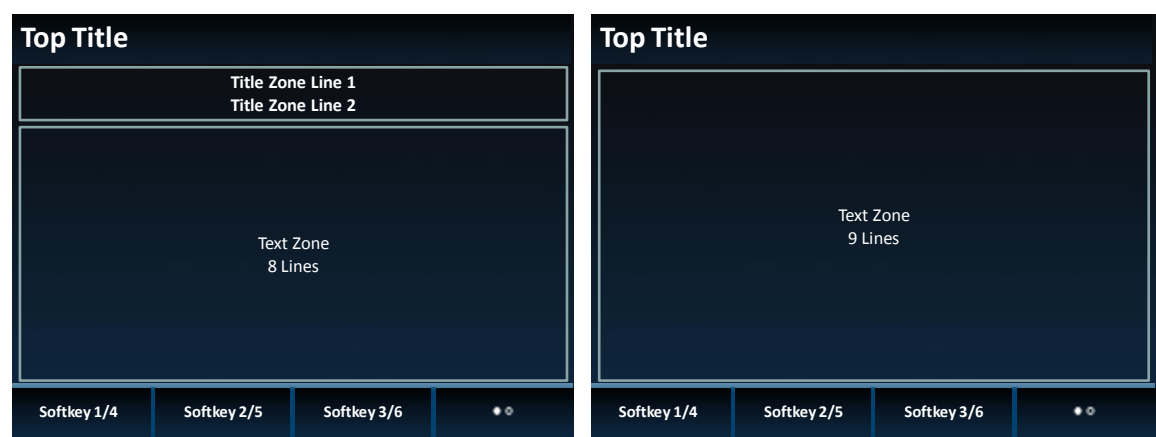 Top Title
Title Zone Line 1
Title Zone Line 2
Text Zone
8 Lines
Softkey 1/4
Softkey 2/5
Softkey 3/6
Top Title
Text Zone
9 Lines
Softkey 1/4
Softkey 2/5
Softkey 3/6